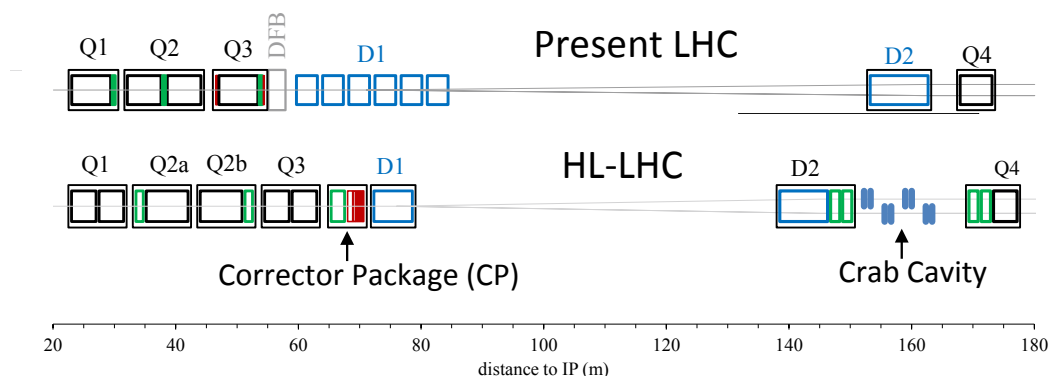 Present LHC
Q1 Q2 Q3 DFB D1 D2 Q4
HL-LHC
Q1 Q2a Q2b Q3 D1 D2 Q4
Corrector Package (CP) Crab Cavity
20 40 60 80 100 120 140 160 180
distance to IP (m)